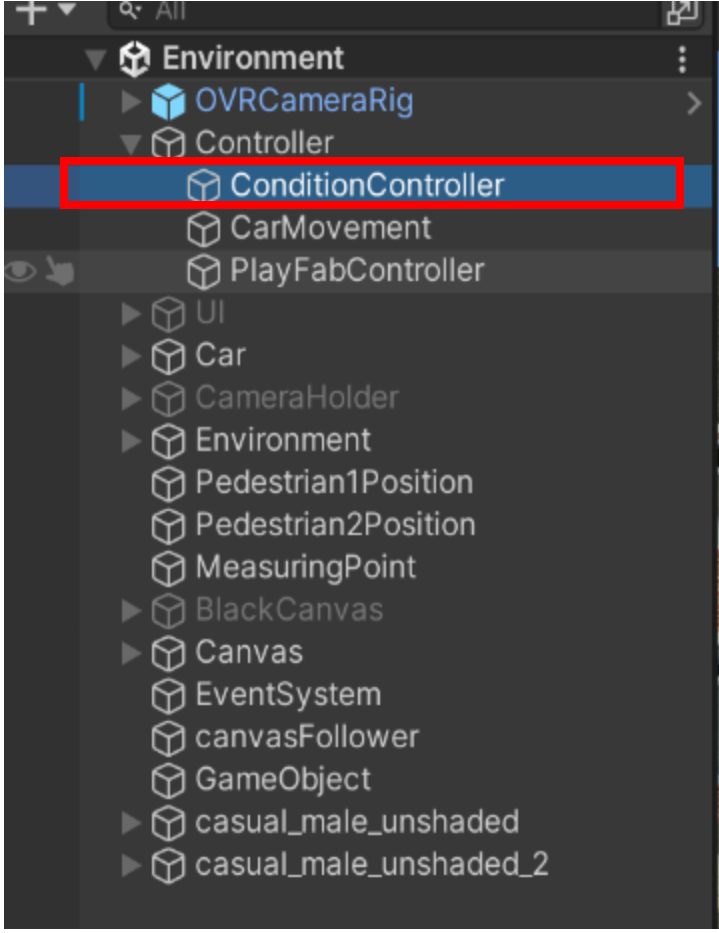 All
Environment
OVRCameraRig
Controller
ConditionController
CarMovement
PlayFabController
UI
Car
CameraHolder
Environment
Pedestrian1Position
Pedestrian2Position
MeasuringPoint
BlackCanvas
Canvas
EventSystem
canvasFollower
GameObject
casual_male_unshaded
casual_male_unshaded_2